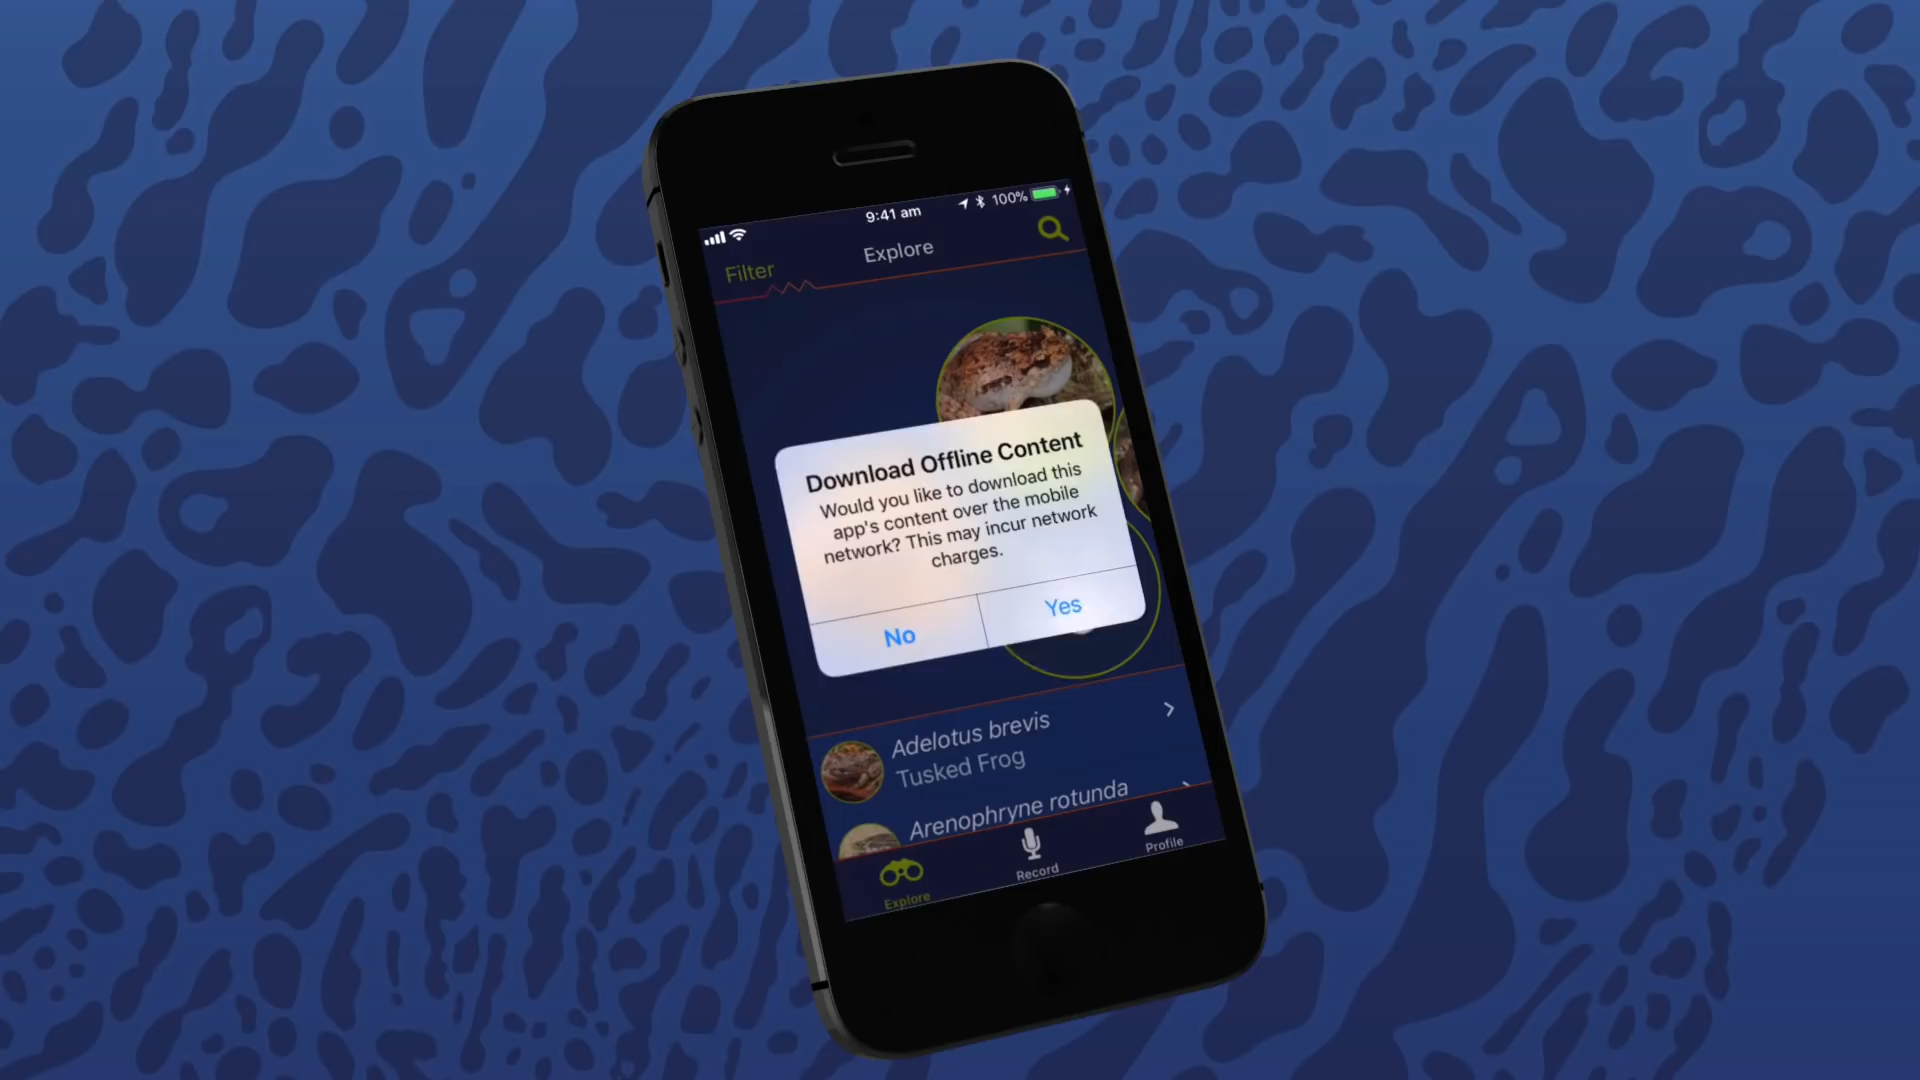 9:41 am
100%
Filter
Explore
Download Offline Content
Would you like to download this
app's content over the mobile
network? This may incur network
charges.
No
Yes
Adelotus brevis
Tusked Frog
Arenophryne rotunda
Explore
Record
Profile